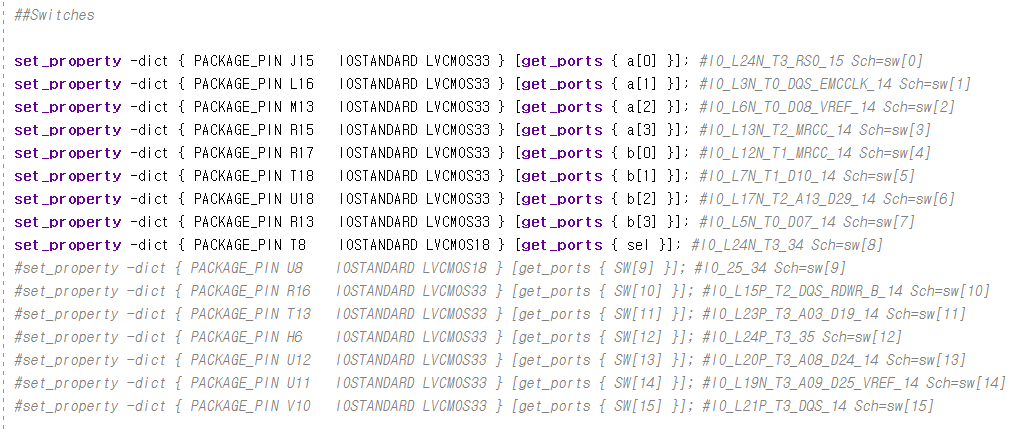 ##Switches
set_property -dict { PACKAGE_PIN J15   IOSTANDARD LVCMOS33 } [get_ports { a[0] }]; #IO_L24N_T3_RS0_15 Sch=sw[0]
set_property -dict { PACKAGE_PIN L16   IOSTANDARD LVCMOS33 } [get_ports { a[1] }]; #IO_L3N_T0_DQS_EMCCLK_14 Sch=sw[1]
set_property -dict { PACKAGE_PIN M13   IOSTANDARD LVCMOS33 } [get_ports { a[2] }]; #IO_L6N_T0_D08_VREF_14 Sch=sw[2]
set_property -dict { PACKAGE_PIN R15   IOSTANDARD LVCMOS33 } [get_ports { a[3] }]; #IO_L13N_T2_MRCC_14 Sch=sw[3]
set_property -dict { PACKAGE_PIN R17   IOSTANDARD LVCMOS33 } [get_ports { b[0] }]; #IO_L12N_T1_MRCC_14 Sch=sw[4]
set_property -dict { PACKAGE_PIN T18   IOSTANDARD LVCMOS33 } [get_ports { b[1] }]; #IO_L7N_T1_D10_14 Sch=sw[5]
set_property -dict { PACKAGE_PIN U18   IOSTANDARD LVCMOS33 } [get_ports { b[2] }]; #IO_L17N_T2_A13_D29_14 Sch=sw[6]
set_property -dict { PACKAGE_PIN R13   IOSTANDARD LVCMOS33 } [get_ports { b[3] }]; #IO_L5N_T0_D07_14 Sch=sw[7]
set_property -dict { PACKAGE_PIN T8    IOSTANDARD LVCMOS18 } [get_ports { sel }]; #IO_L24N_T3_34 Sch=sw[8]
#set_property -dict { PACKAGE_PIN U8    IOSTANDARD LVCMOS18 } [get_ports { SW[9] }]; #IO_25_34 Sch=sw[9]
#set_property -dict { PACKAGE_PIN R16   IOSTANDARD LVCMOS33 } [get_ports { SW[10] }]; #IO_L15P_T2_DQS_RDWR_B_14 Sch=sw[10]
#set_property -dict { PACKAGE_PIN T13   IOSTANDARD LVCMOS33 } [get_ports { SW[11] }]; #IO_L23P_T3_A03_D19_14 Sch=sw[11]
#set_property -dict { PACKAGE_PIN H6    IOSTANDARD LVCMOS33 } [get_ports { SW[12] }]; #IO_L24P_T3_35 Sch=sw[12]
#set_property -dict { PACKAGE_PIN U12   IOSTANDARD LVCMOS33 } [get_ports { SW[13] }]; #IO_L20P_T3_A08_D24_14 Sch=sw[13]
#set_property -dict { PACKAGE_PIN U11   IOSTANDARD LVCMOS33 } [get_ports { SW[14] }]; #IO_L19N_T3_A09_D25_VREF_14 Sch=sw[14]
#set_property -dict { PACKAGE_PIN V10   IOSTANDARD LVCMOS33 } [get_ports { SW[15] }]; #IO_L21P_T3_DQS_14 Sch=sw[15]